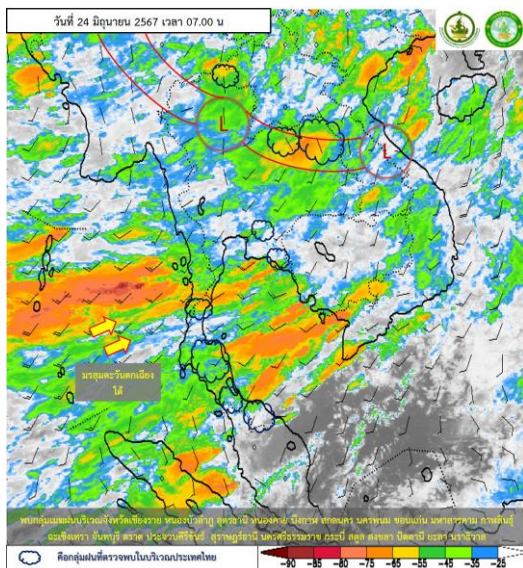 วันที่ 24 มิถุนายน 2567 เวลา 07.00 น
L
L
มรสุมตะวันตกเฉียง
ใต้
พบกลุ่มเมฆฝนบริเวณจังหวัดเชียงราย หนองบัวลำภู อุดรธานี หนองคาย บึงกาฬ สกลนคร นครพนม ขอนแก่น มหาสารคาม กาฬสินธุ์
ฉะเชิงเทรา จันทบุรี ตราด ประจวบคีรีขันธ์ สุราษฎร์ธานี นครศรีธรรมราช กระบี่ สตูล สงขลา ปัตตานี ยะลา นราธิวาส
คือกลุ่มฝนที่ตรวจพบในบริเวณประเทศไทย
-90 -85 -80 -75 -65 -55 -45 -35 -25